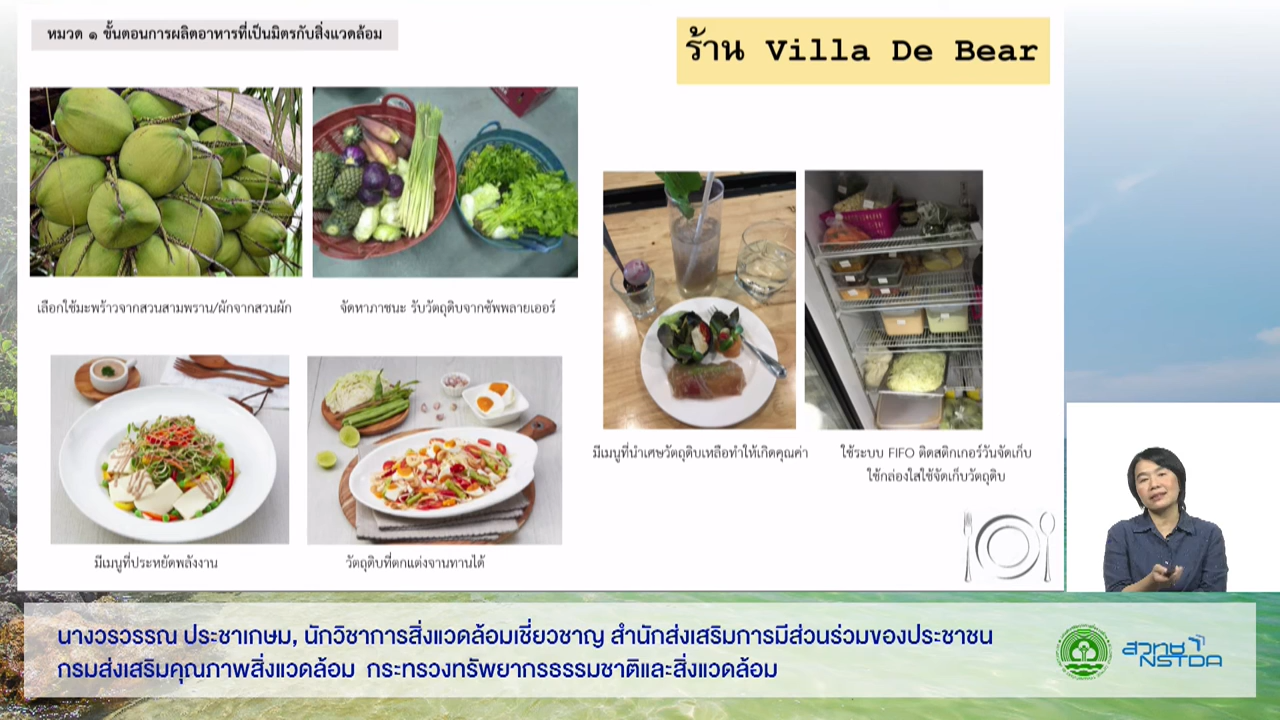 หมวด ๑ ขั้นตอนการผลิตอาหารที่เป็นมิตรกับสิ่งแวดล้อม
ร้าน Villa De Bear
เลือกใช้มะพร้าวจากสวนสามพราน/ผักจากสวนผัก
จัดหาภาชนะ รับวัตถุดิบจากซัพพลายเออร์
มีเมนูที่นำเศษวัตถุดิบเหลือทำให้เกิดคุณค่า
ใช้ระบบ FIFO ติดสติกเกอร์วันจัดเก็บ
ใช้กล่องใสใช้จัดเก็บวัตถุดิบ
มีเมนูที่ประหยัดพลังงาน
วัตถุดิบที่ตกแต่งจานทานได้
นางวรวรรณ ประชาเกษม, นักวิชาการสิ่งแวดล้อมเชี่ยวชาญ สำนักส่งเสริมการมีส่วนร่วมของประชาชน
กรมส่งเสริมคุณภาพสิ่งแวดล้อม กระทรวงทรัพยากรธรรมชาติและสิ่งแวดล้อม
สวทช
NSTDA